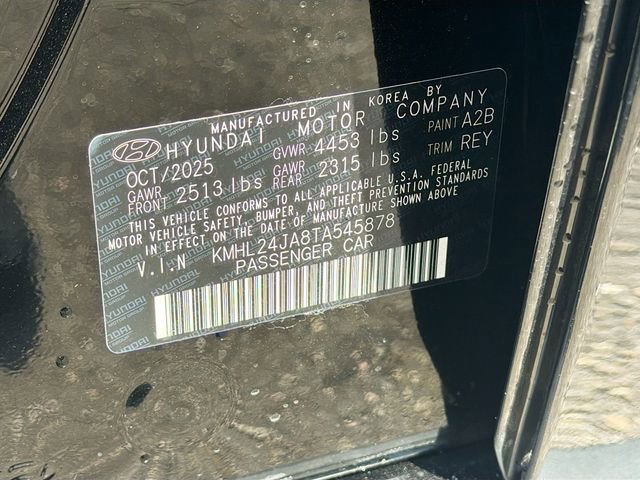 MANUFACTURED IN KOREA BY
HYUNDAI MOTOR COMPANY
OCT/2025 GVWR 4453 lbs PAINT A2B
GAWR FRONT 2513 lbs GAWR REAR 2315 lbs TRIM REY
THIS VEHICLE CONFORMS TO ALL APPLICABLE U.S.A. FEDERAL
MOTOR VEHICLE SAFETY, BUMPER, AND THEFT PREVENTION STANDARDS
IN EFFECT ON THE DATE OF MANUFACTURE SHOWN ABOVE
V.I.N KMHL24JA8TA545878
PASSENGER CAR